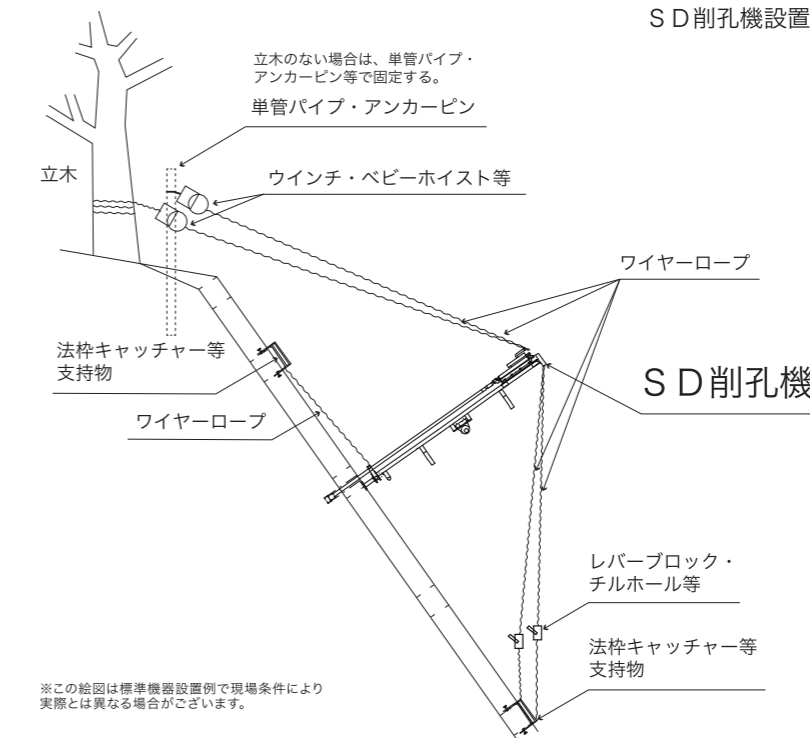 ＳＤ削孔機設置
立木のない場合は、単管パイプ・
アンカーピン等で固定する。
単管パイプ・アンカーピン
立木
ウインチ・ベビーホイスト等
ワイヤーロープ
法枠キャッチャー等
支持物
ＳＤ削孔機
ワイヤーロープ
レバーブロック・
チルホール等
法枠キャッチャー等
支持物
※この絵図は標準機器設置例で現場条件により
実際とは異なる場合がございます。